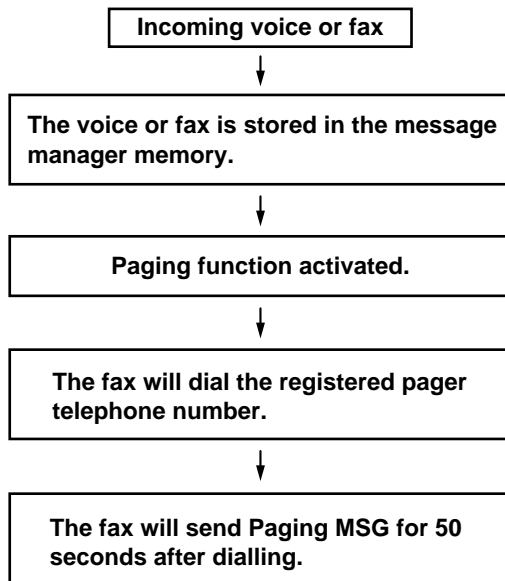 Incoming voice or fax
The voice or fax is stored in the message
manager memory.
Paging function activated.
The fax will dial the registered pager
telephone number.
The fax will send Paging MSG for 50
seconds after dialling.